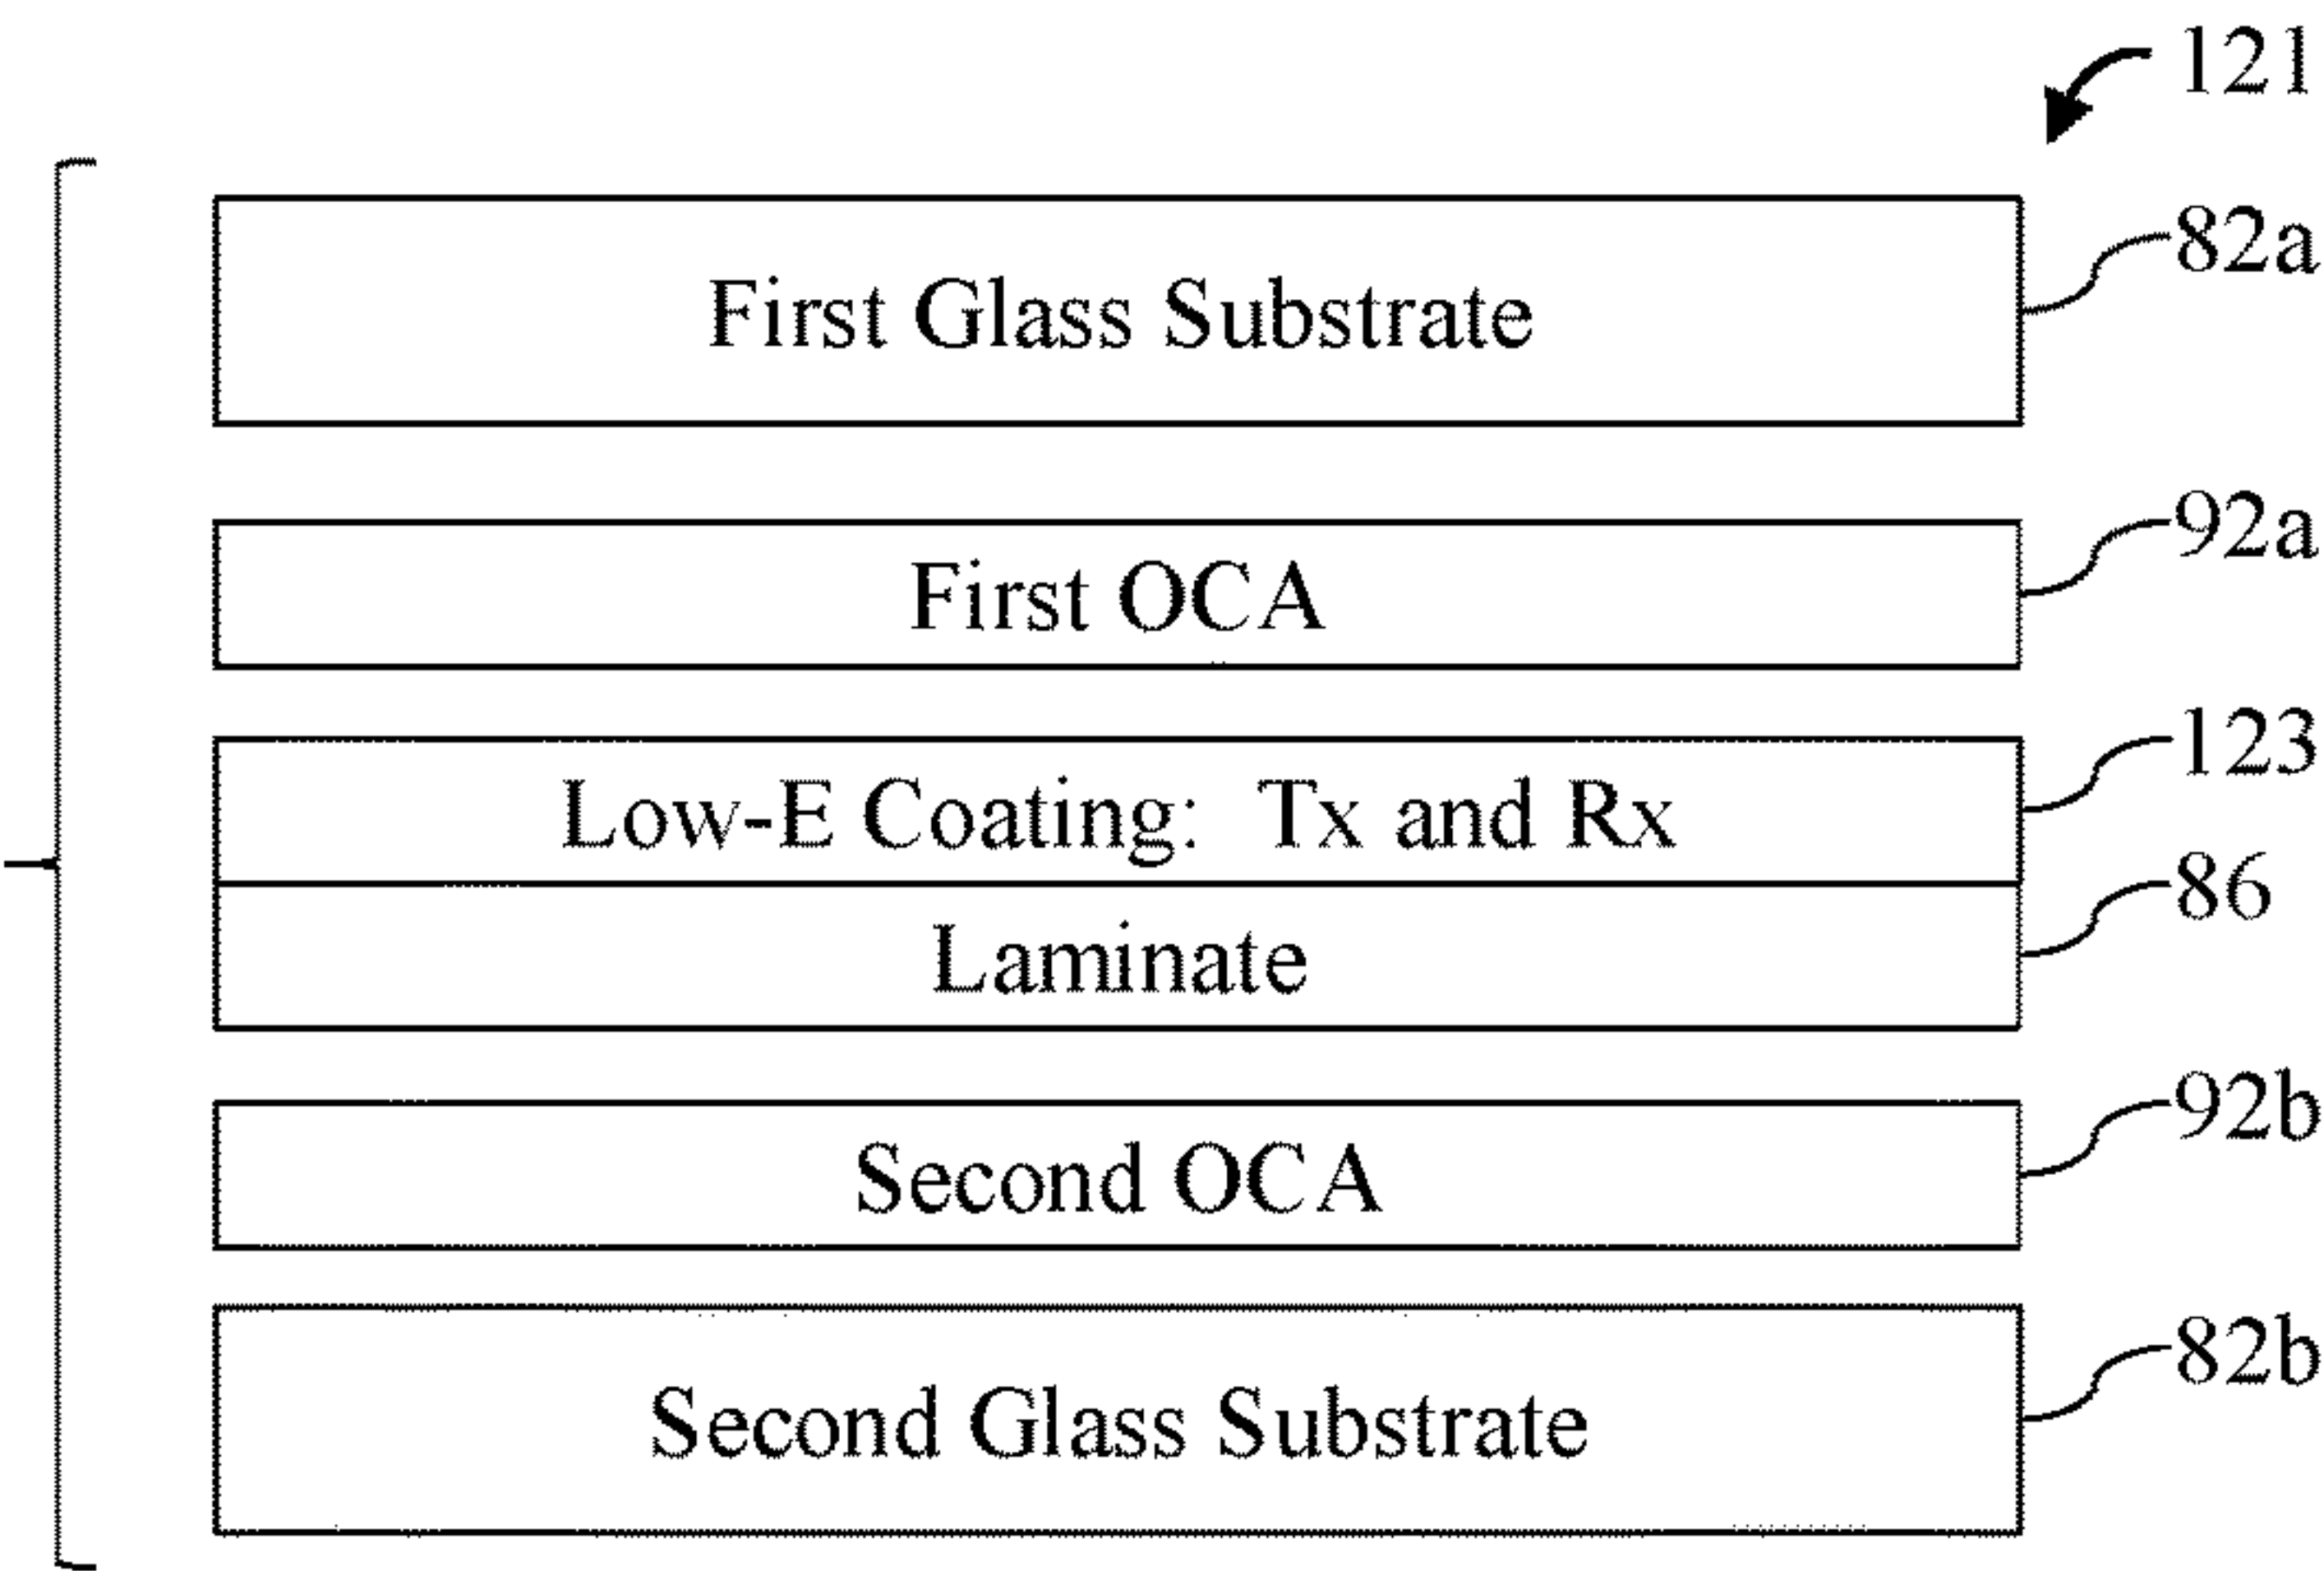 121
First Glass Substrate 82a
First OCA 92a
Low-E Coating: Tx and Rx 123
Laminate 86
Second OCA 92b
Second Glass Substrate 82b